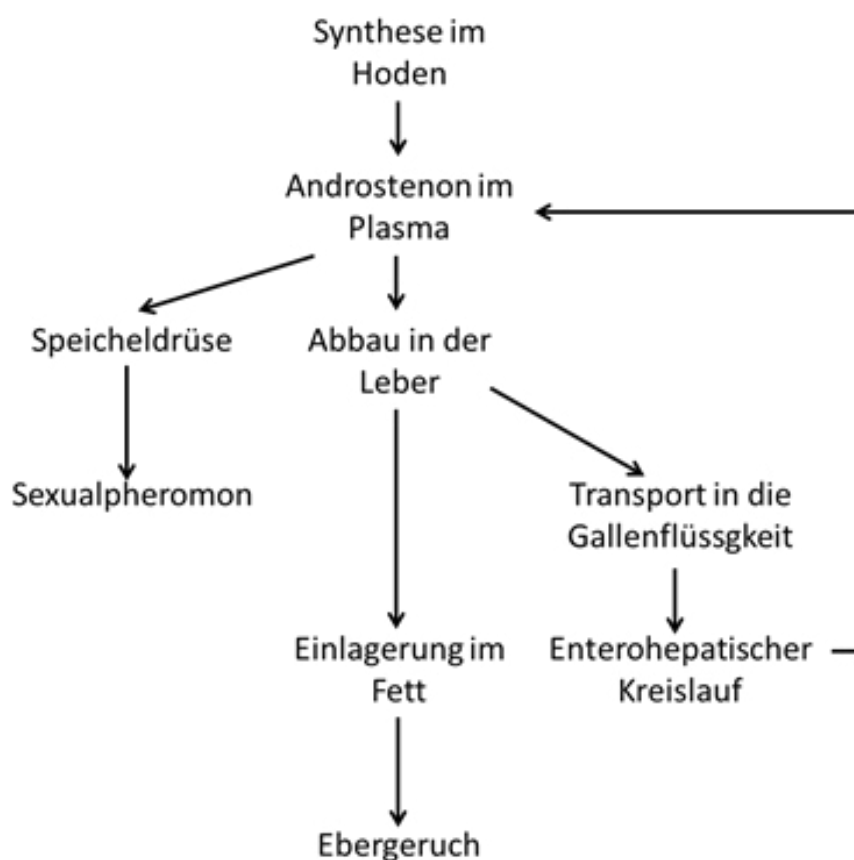 Synthese im
Hoden
Androstenon im
Plasma
Speicheldrüse
Abbau in der
Leber
Sexualpheromon
Transport in die
Gallenflüssgkeit
Einlagerung im
Fett
Enterohepatischer
Kreislauf
Ebergeruch